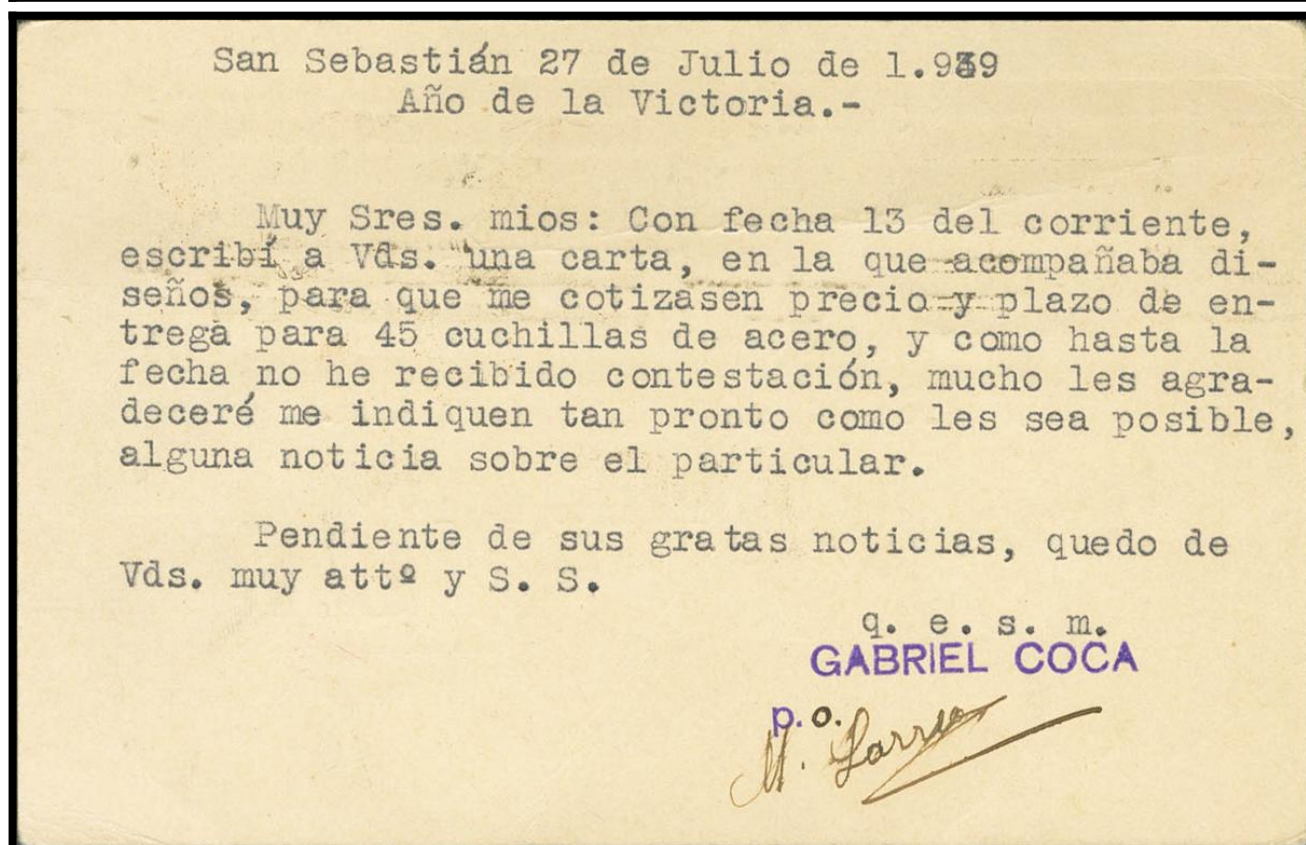 San Sebastián 27 de Julio de 1.939
Año de la Victoria.-
Muy Sres. mios: Con fecha 13 del corriente,
escribí a Vds. una carta, en la que acompañaba di-
seños, para que me cotizasen precio y plazo de en-
trega para 45 cuchillas de acero, y como hasta la
fecha no he recibido contestación, mucho les agra-
deceré me indiquen tan pronto como les sea posible,
alguna noticia sobre el particular.
Pendiente de sus gratas noticias, quedo de
Vds. muy attº y S. S.
q. e. s. m.
GABRIEL COCA
p. o.
M.